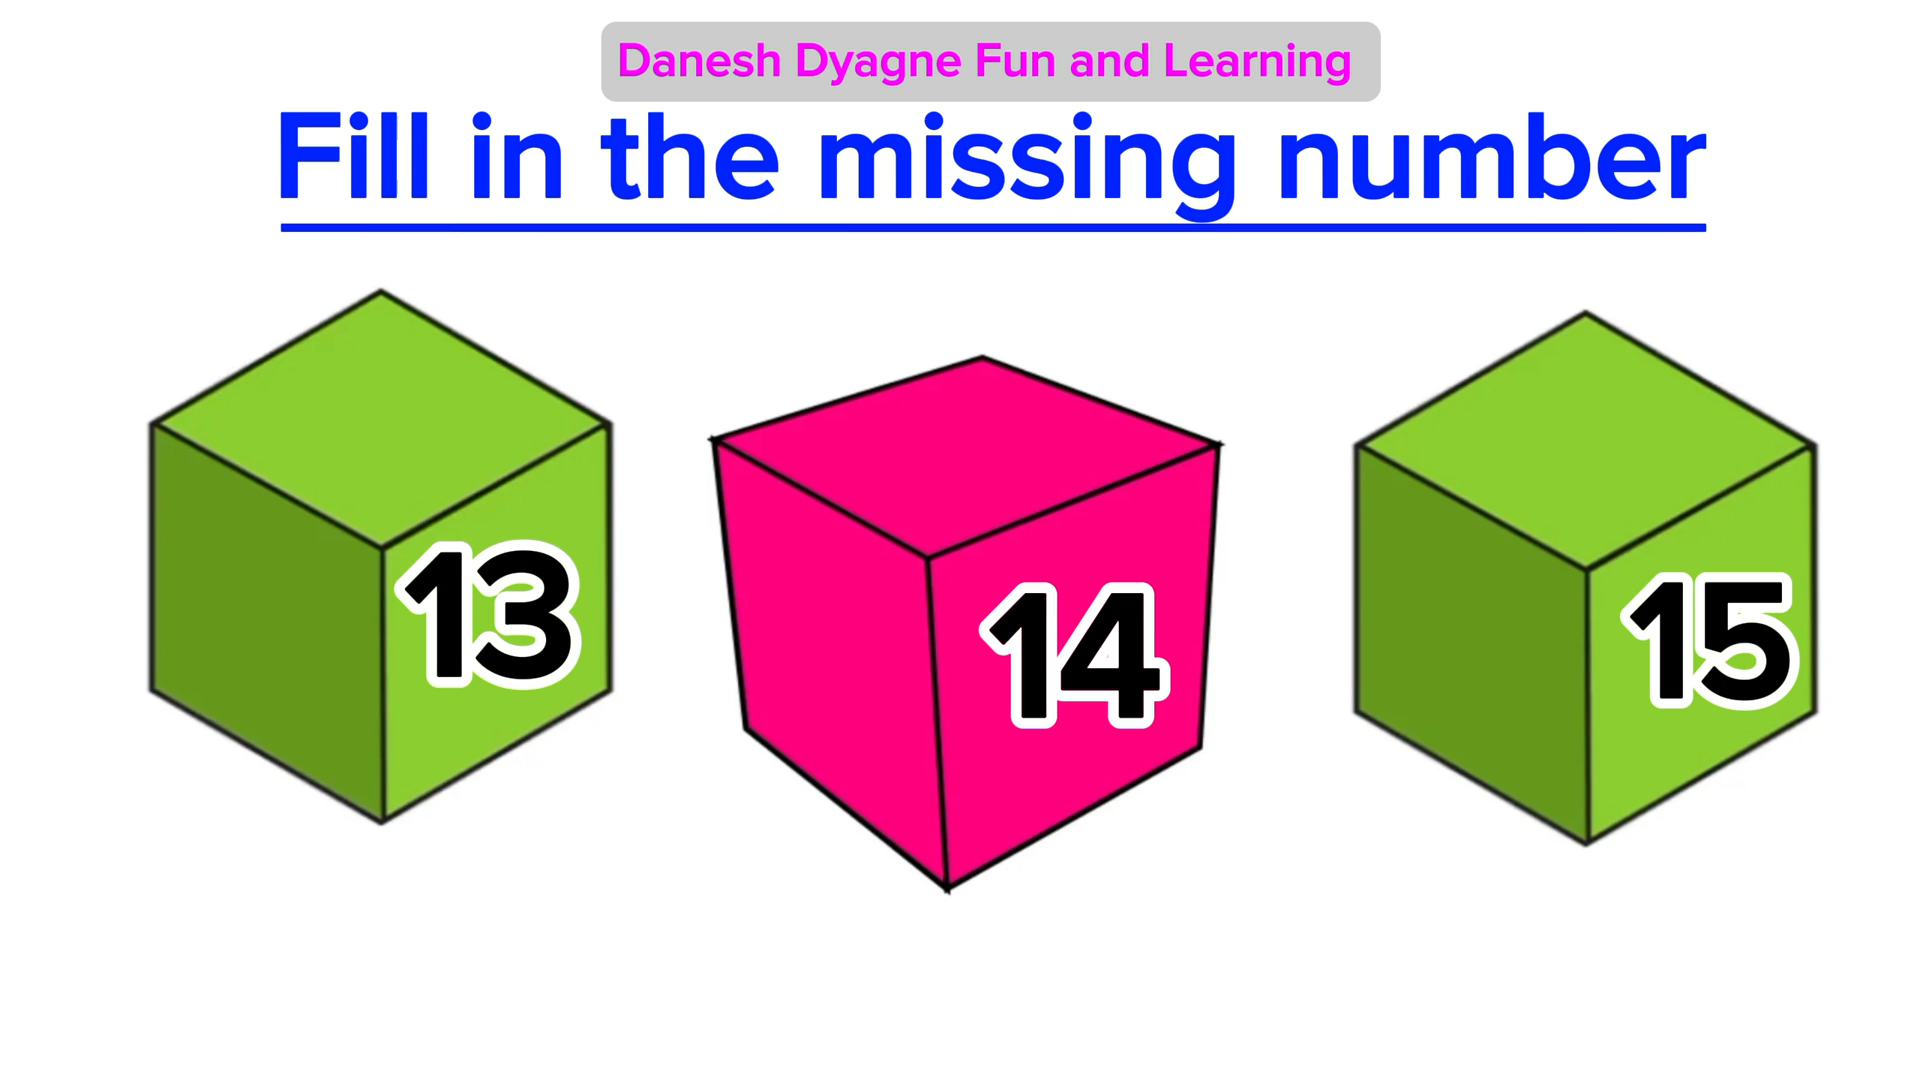 Danesh Dyagne Fun and Learning
Fill in the missing number
13 14 15